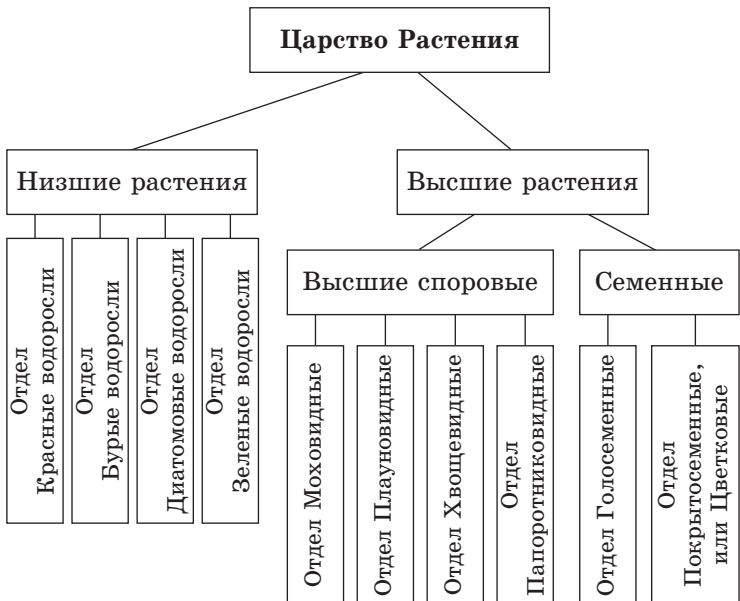 Царство Растения
Низшие растения
Высшие растения
Отдел
Красные водоросли
Отдел
Бурые водоросли
Отдел
Диатомовые водоросли
Отдел
Зеленые водоросли
Высшие споровые
Семенные
Отдел Моховидные
Отдел Плауновидные
Отдел Хвощевидные
Отдел
Папоротниковидные
Отдел Голосеменные
Отдел
Покрытосеменные,
или Цветковые